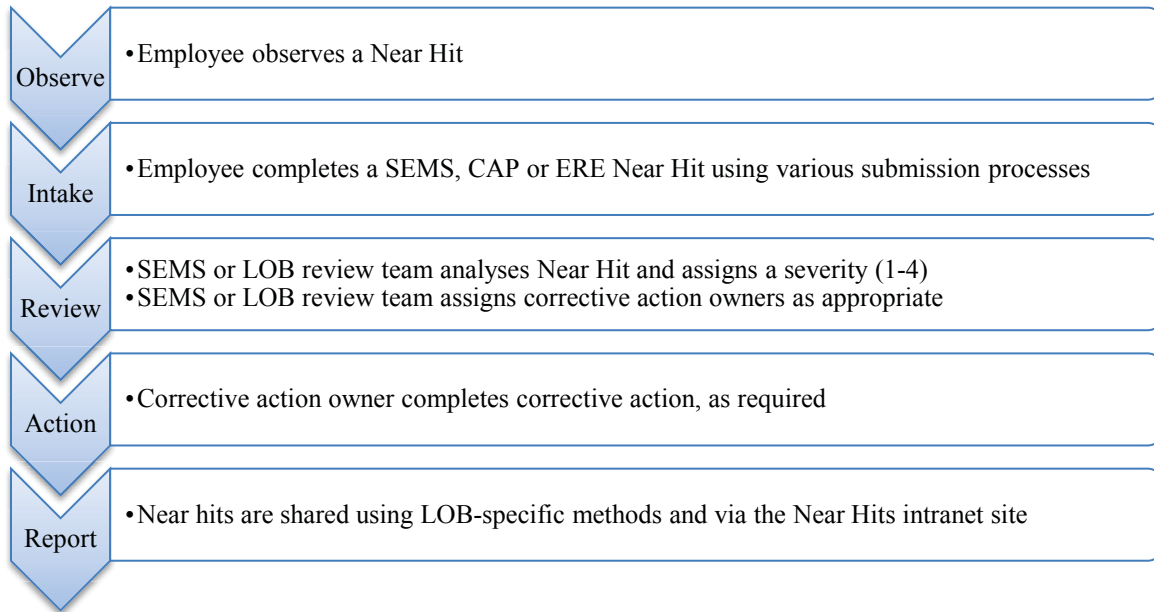 Observe
•Employee observes a Near Hit
Intake
•Employee completes a SEMS, CAP or ERE Near Hit using various submission processes
Review
•SEMS or LOB review team analyses Near Hit and assigns a severity (1-4)
•SEMS or LOB review team assigns corrective action owners as appropriate
Action
•Corrective action owner completes corrective action, as required
Report
•Near hits are shared using LOB-specific methods and via the Near Hits intranet site